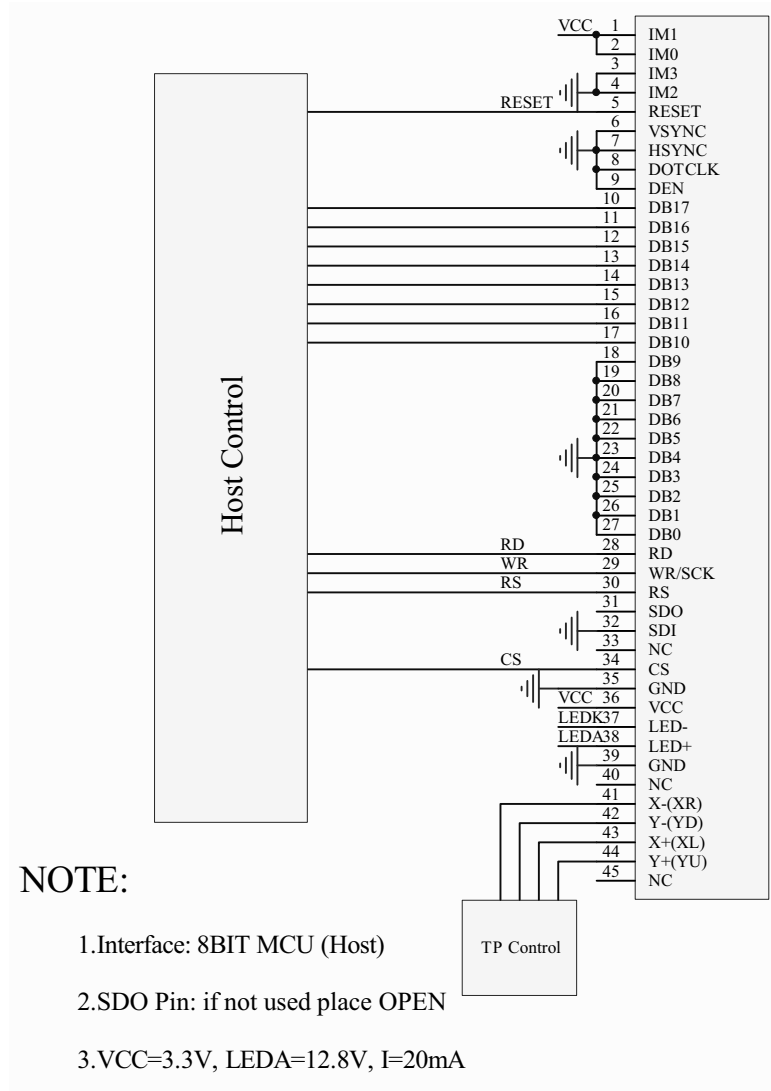 VCC 1 IM1
2 IM0
3 IM3
4 IM2
RESET 5 RESET
6 VSYNC
7 HSYNC
8 DOTCLK
9 DEN
10 DB17
11 DB16
12 DB15
13 DB14
14 DB13
15 DB12
16 DB11
17 DB10
18 DB9
19 DB8
20 DB7
21 DB6
22 DB5
23 DB4
24 DB3
25 DB2
26 DB1
27 DB0
Host Control
RD 28 RD
WR 29 WR/SCK
RS 30 RS
31 SDO
32 SDI
33 NC
CS 34 CS
35 GND
VCC 36 VCC
LEDK 37 LED-
LEDA 38 LED+
39 GND
40 NC
41 X-(XR)
42 Y-(YD)
43 X+(XL)
44 Y+(YU)
45 NC
TP Control
NOTE:
1.Interface: 8BIT MCU (Host)
2.SDO Pin: if not used place OPEN
3.VCC=3.3V, LEDA=12.8V, I=20mA